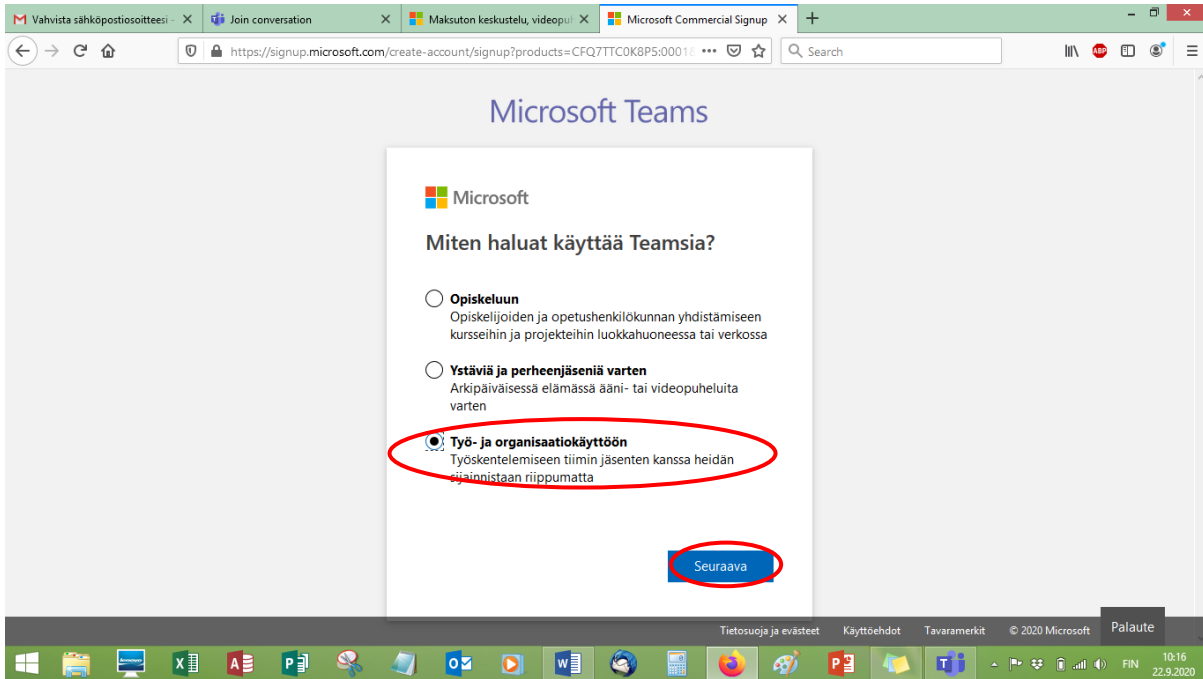 Vahvista sähköpostiosoitteesi -
Join conversation
Maksuton keskustelu, videopuh
Microsoft Commercial Signup
https://signup.microsoft.com/create-account/signup?products=CFQ7TTC0K8P5:0001
Search
ABP
Microsoft Teams
Microsoft
Miten haluat käyttää Teamsia?
Opiskeluun
Opiskelijoiden ja opetushenkilökunnan yhdistämiseen
kursseihin ja projekteihin luokkahuoneessa tai verkossa
Ystäviä ja perheenjäseniä varten
Arkipäiväisessä elämässä ääni- tai videopuheluita
varten
Työ- ja organisaatiokäyttöön
Työskentelemiseen tiimin jäsenten kanssa heidän
sijainnistaan riippumatta
Seuraava
Tietosuoja ja evästeet Käyttöehdot Tavaramerkit © 2020 Microsoft Palaute
FIN
10:16
22.9.2020